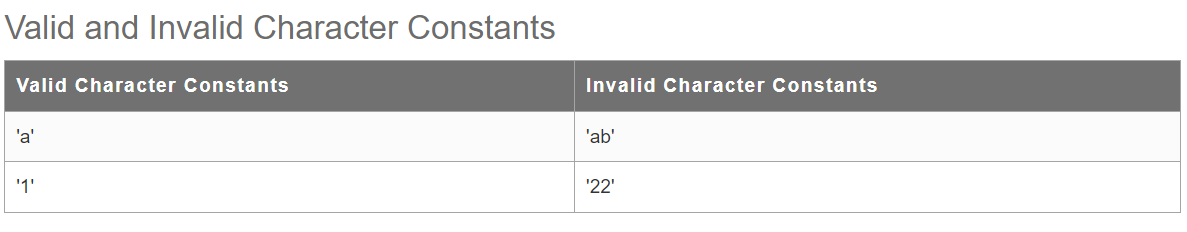 Valid and Invalid Character Constants
Valid Character Constants Invalid Character Constants
'a' 'ab'
'1' '22'